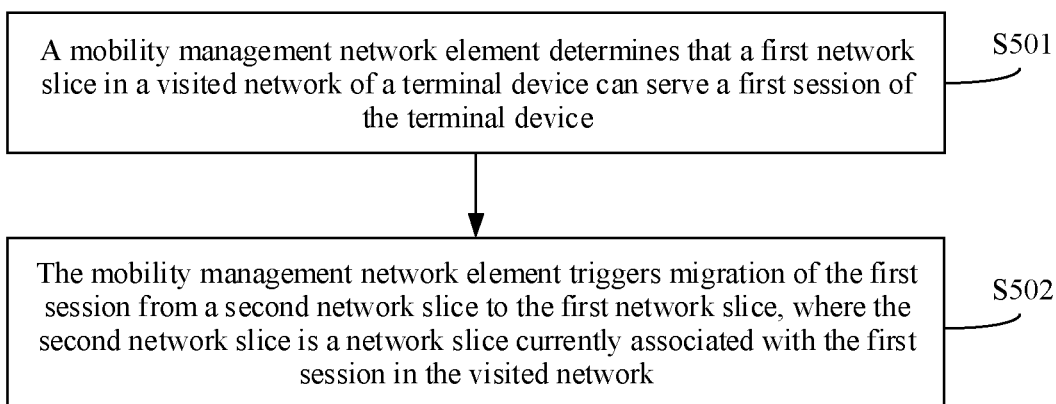 A mobility management network element determines that a first network
slice in a visited network of a terminal device can serve a first session of
the terminal device
S501
The mobility management network element triggers migration of the first
session from a second network slice to the first network slice, where the
second network slice is a network slice currently associated with the first
session in the visited network
S502